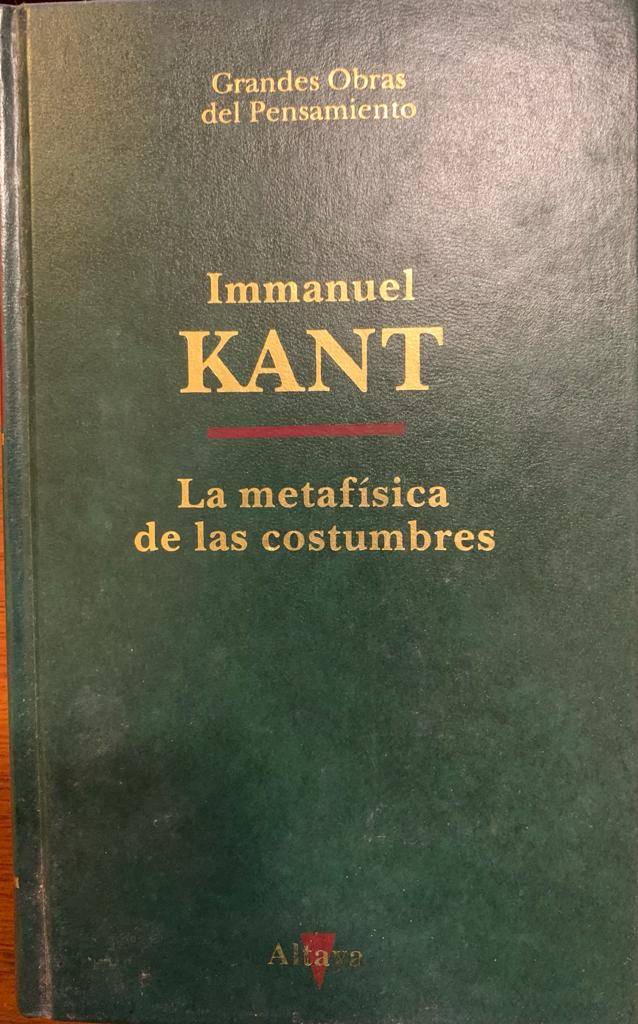 Grandes Obras
del Pensamiento
Immanuel
KANT
La metafísica
de las costumbres
Altaya